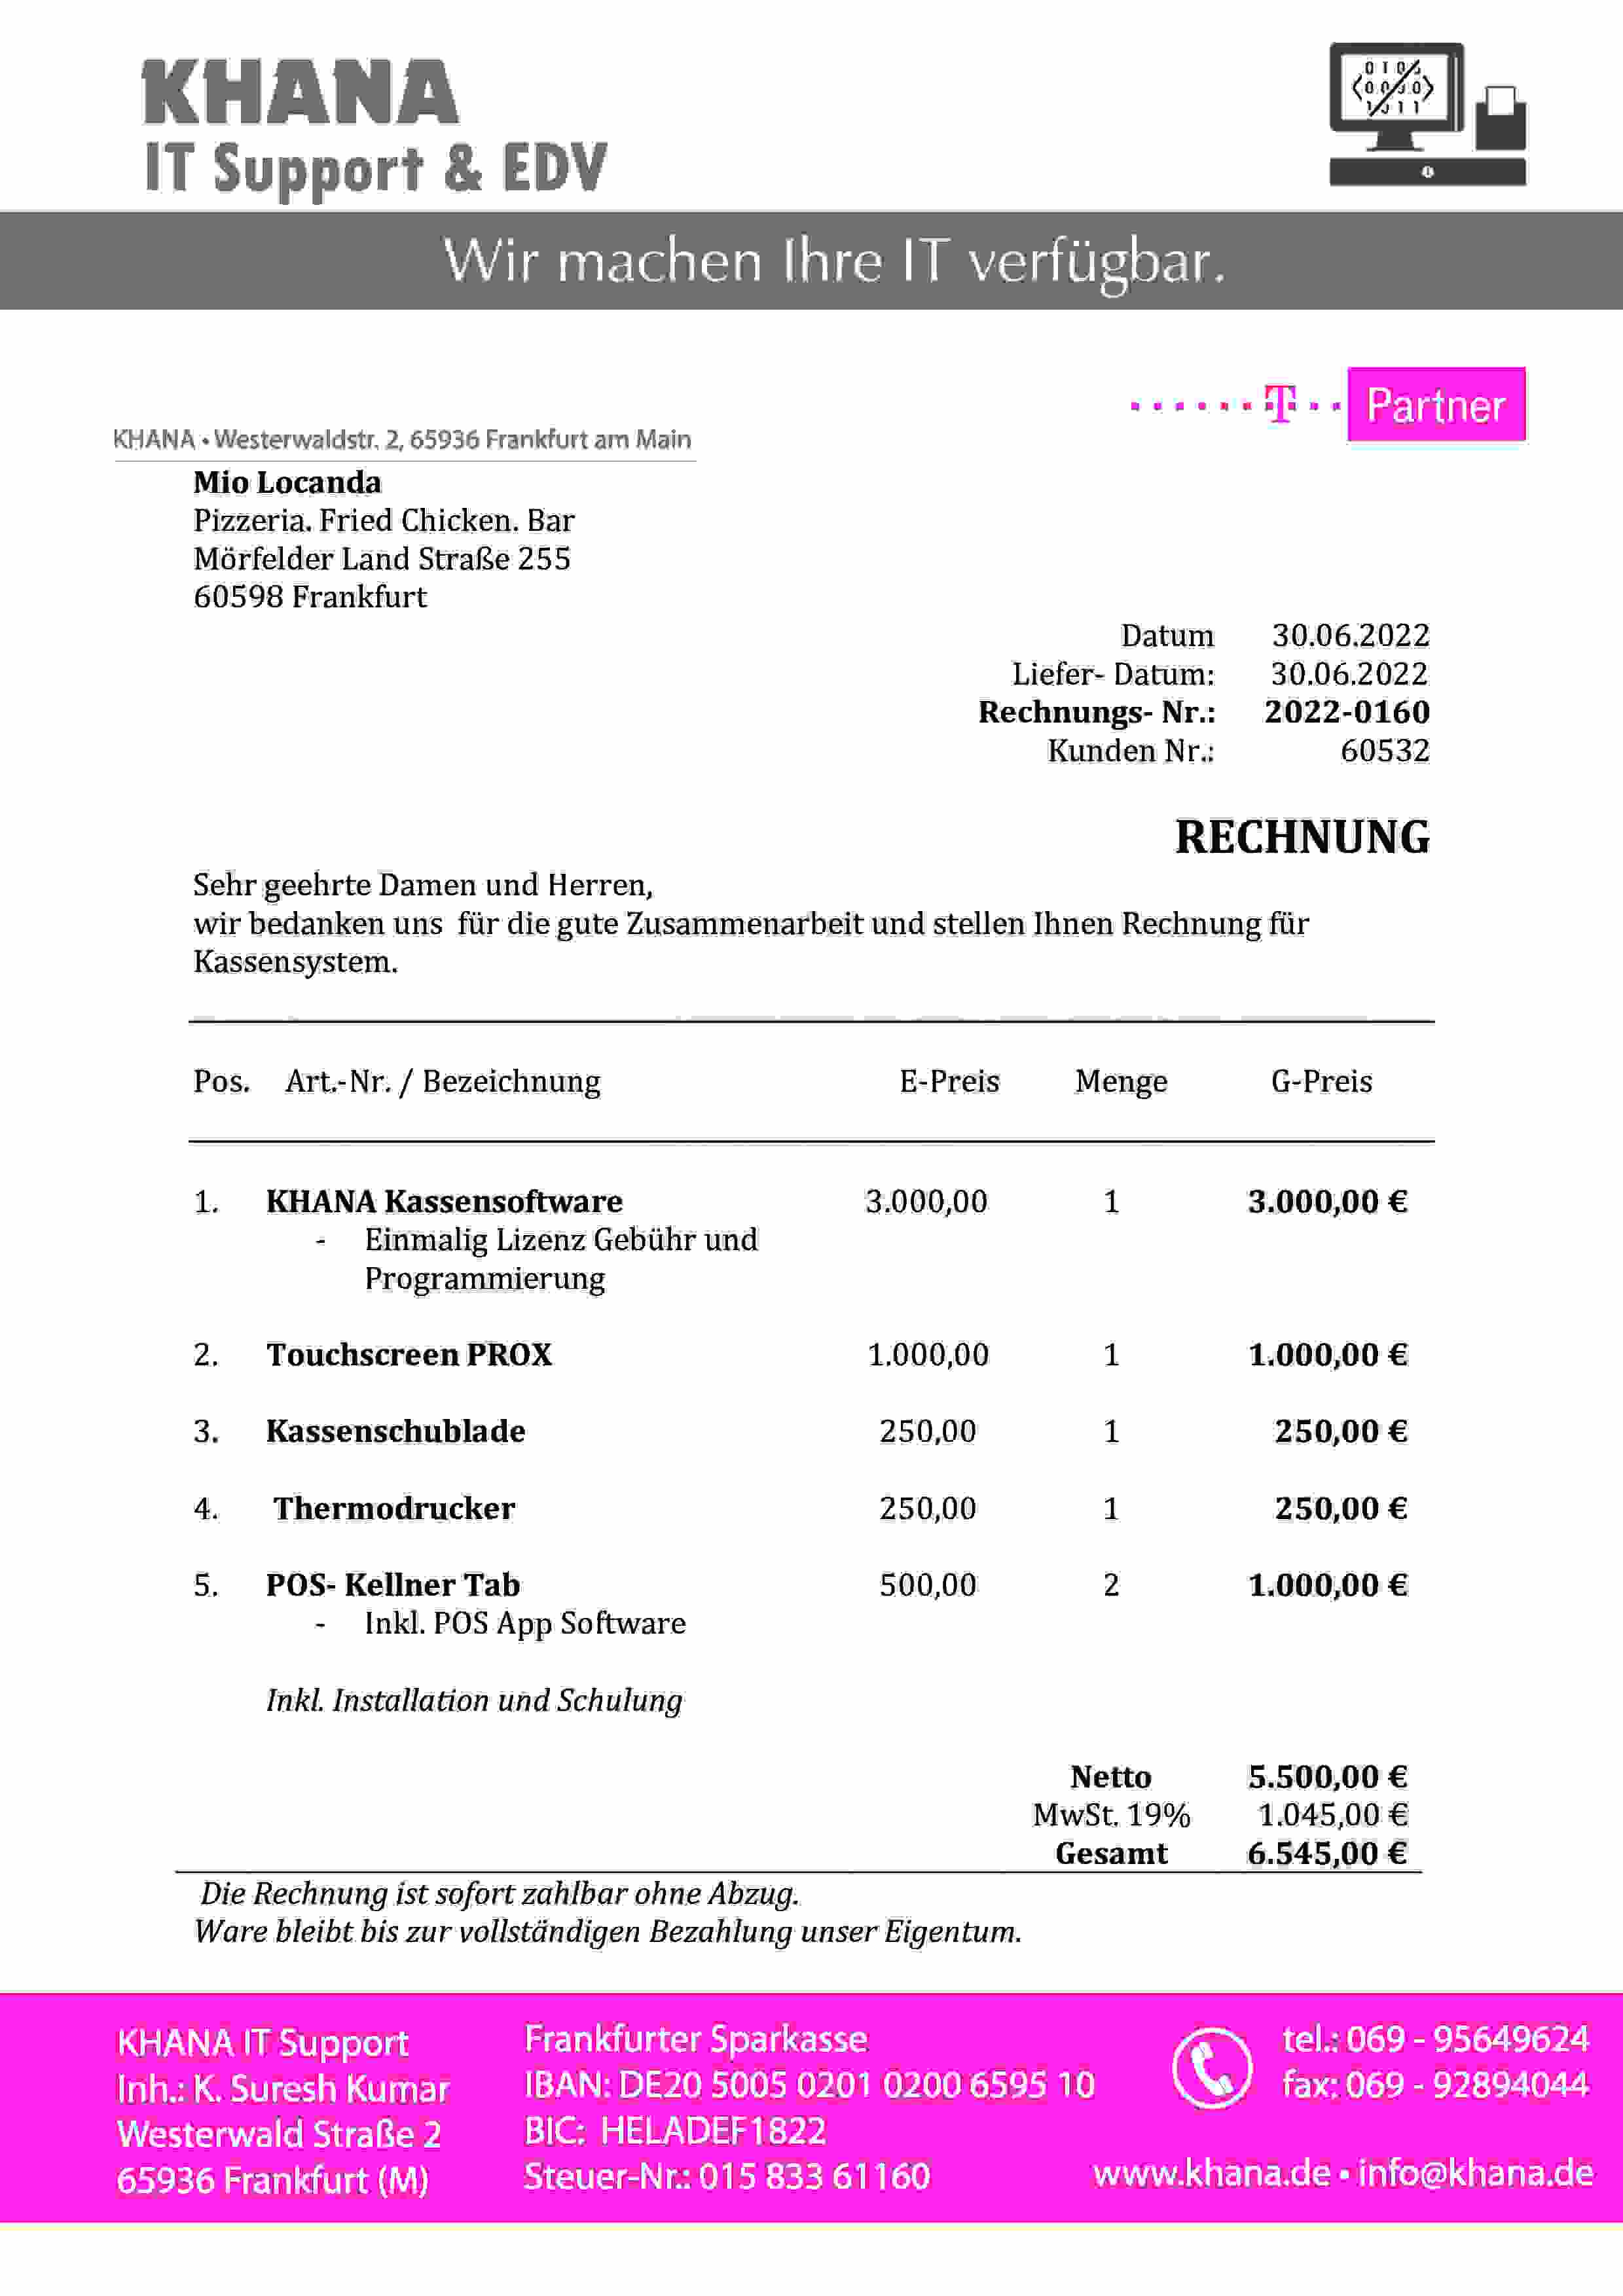 KHANA
IT Support & EDV
Wir machen Ihre IT verfügbar.
T Partner
KHANA • Westerwaldstr. 2, 65936 Frankfurt am Main
Mio Locanda
Pizzeria. Fried Chicken. Bar
Mörfelder Land Straße 255
60598 Frankfurt
Datum 30.06.2022
Liefer- Datum: 30.06.2022
Rechnungs- Nr.: 2022-0160
Kunden Nr.: 60532
RECHNUNG
Sehr geehrte Damen und Herren,
wir bedanken uns für die gute Zusammenarbeit und stellen Ihnen Rechnung für
Kassensystem.
Pos. Art.-Nr. / Bezeichnung E-Preis Menge G-Preis
1. KHANA Kassensoftware 3.000,00 1 3.000,00 €
- Einmalig Lizenz Gebühr und
Programmierung
2. Touchscreen PROX 1.000,00 1 1.000,00 €
3. Kassenschublade 250,00 1 250,00 €
4. Thermodrucker 250,00 1 250,00 €
5. POS- Kellner Tab 500,00 2 1.000,00 €
- Inkl. POS App Software
Inkl. Installation und Schulung
Netto 5.500,00 €
MwSt. 19% 1.045,00 €
Gesamt 6.545,00 €
Die Rechnung ist sofort zahlbar ohne Abzug.
Ware bleibt bis zur vollständigen Bezahlung unser Eigentum.
KHANA IT Support
Inh.: K. Suresh Kumar
Westerwald Straße 2
65936 Frankfurt (M)
Frankfurter Sparkasse
IBAN: DE20 5005 0201 0200 6595 10
BIC: HELADEF1822
Steuer-Nr.: 015 833 61160
tel.: 069 - 95649624
fax: 069 - 92894044
www.khana.de • info@khana.de